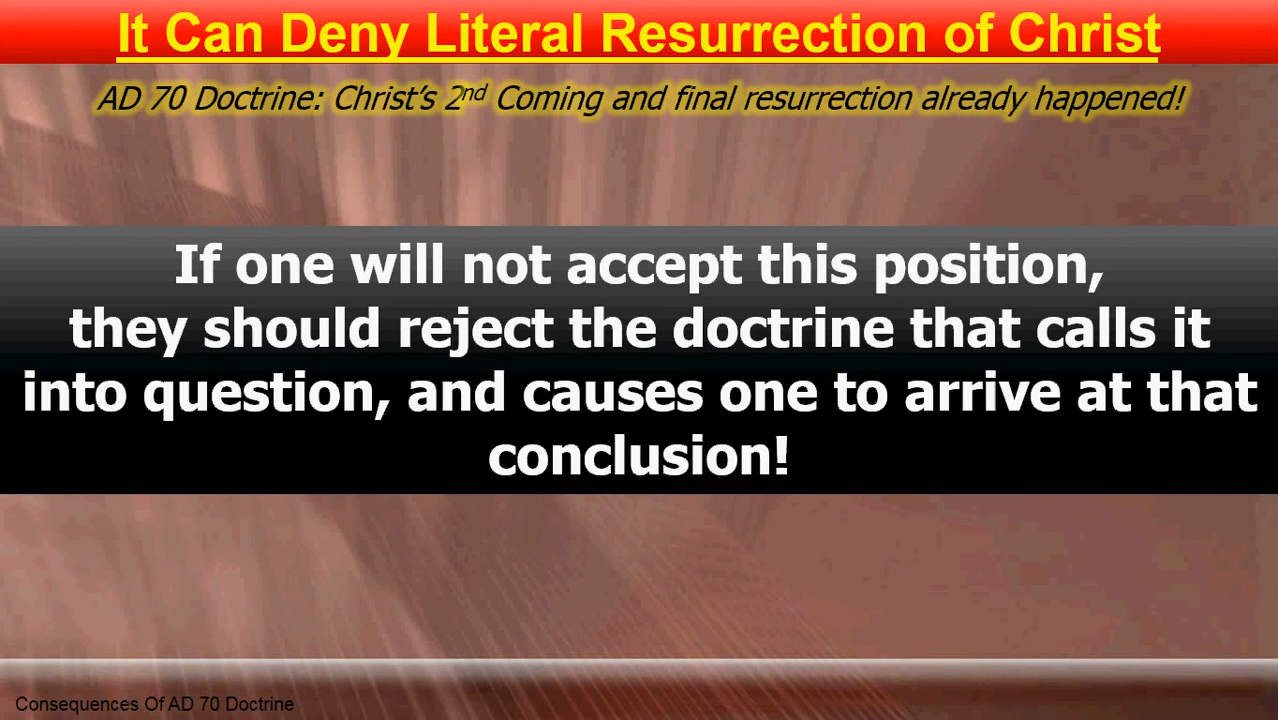 It Can Deny Literal Resurrection of Christ
AD 70 Doctrine: Christ’s 2nd Coming and final resurrection already happened!
If one will not accept this position,
they should reject the doctrine that calls it
into question, and causes one to arrive at that
conclusion!
Consequences Of AD 70 Doctrine